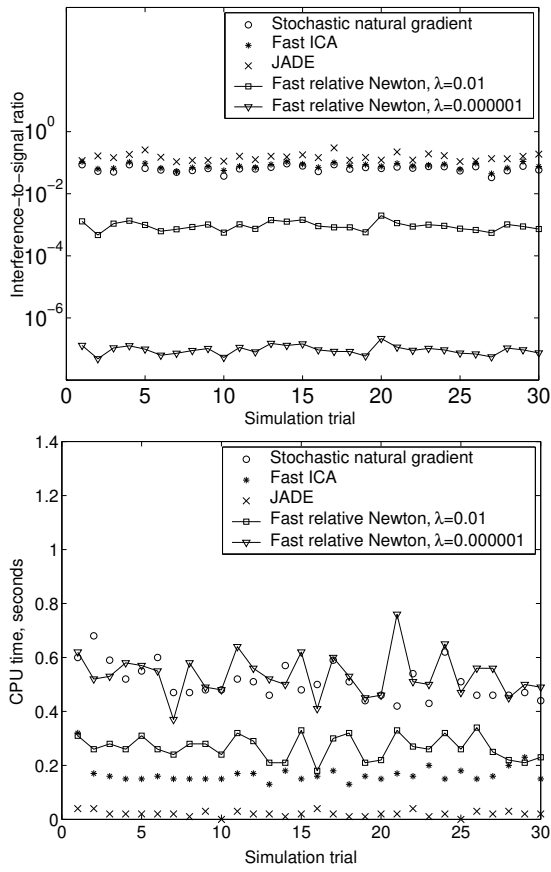 Stochastic natural gradient
Fast ICA
JADE
Fast relative Newton, λ=0.01
Fast relative Newton, λ=0.000001
Interference-to-signal ratio
10^0
10^-2
10^-4
10^-6
0 5 10 15 20 25 30
Simulation trial
Stochastic natural gradient
Fast ICA
JADE
Fast relative Newton, λ=0.01
Fast relative Newton, λ=0.000001
CPU time, seconds
1.4
1.2
1
0.8
0.6
0.4
0.2
0
0 5 10 15 20 25 30
Simulation trial